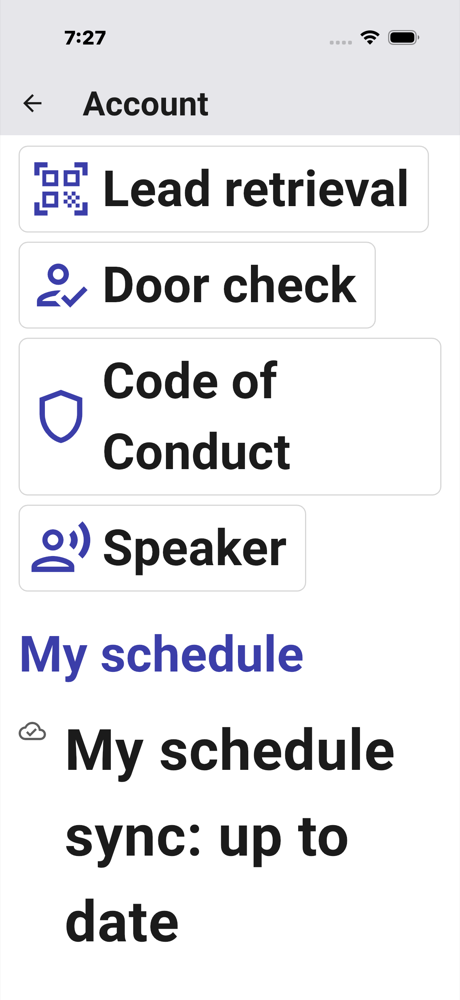 7:27
Account
Lead retrieval
Door check
Code of
Conduct
Speaker
My schedule
My schedule
sync: up to
date